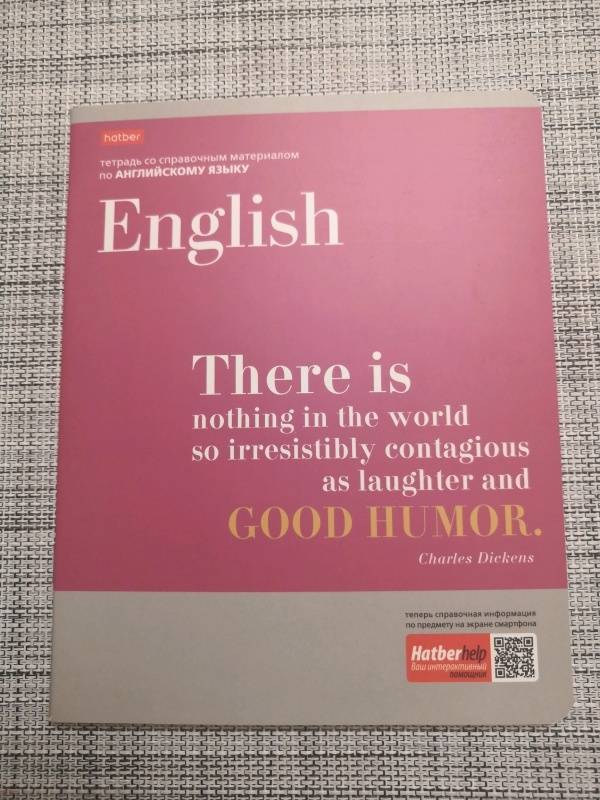 hatber
тетрадь со справочным материалом
по АНГЛИЙСКОМУ ЯЗЫКУ
English
There is
nothing in the world
so irresistibly contagious
as laughter and
GOOD HUMOR.
Charles Dickens
теперь справочная информация
по предмету на экране смартфона
Hatberhelp
Ваш интерактивный
помощник